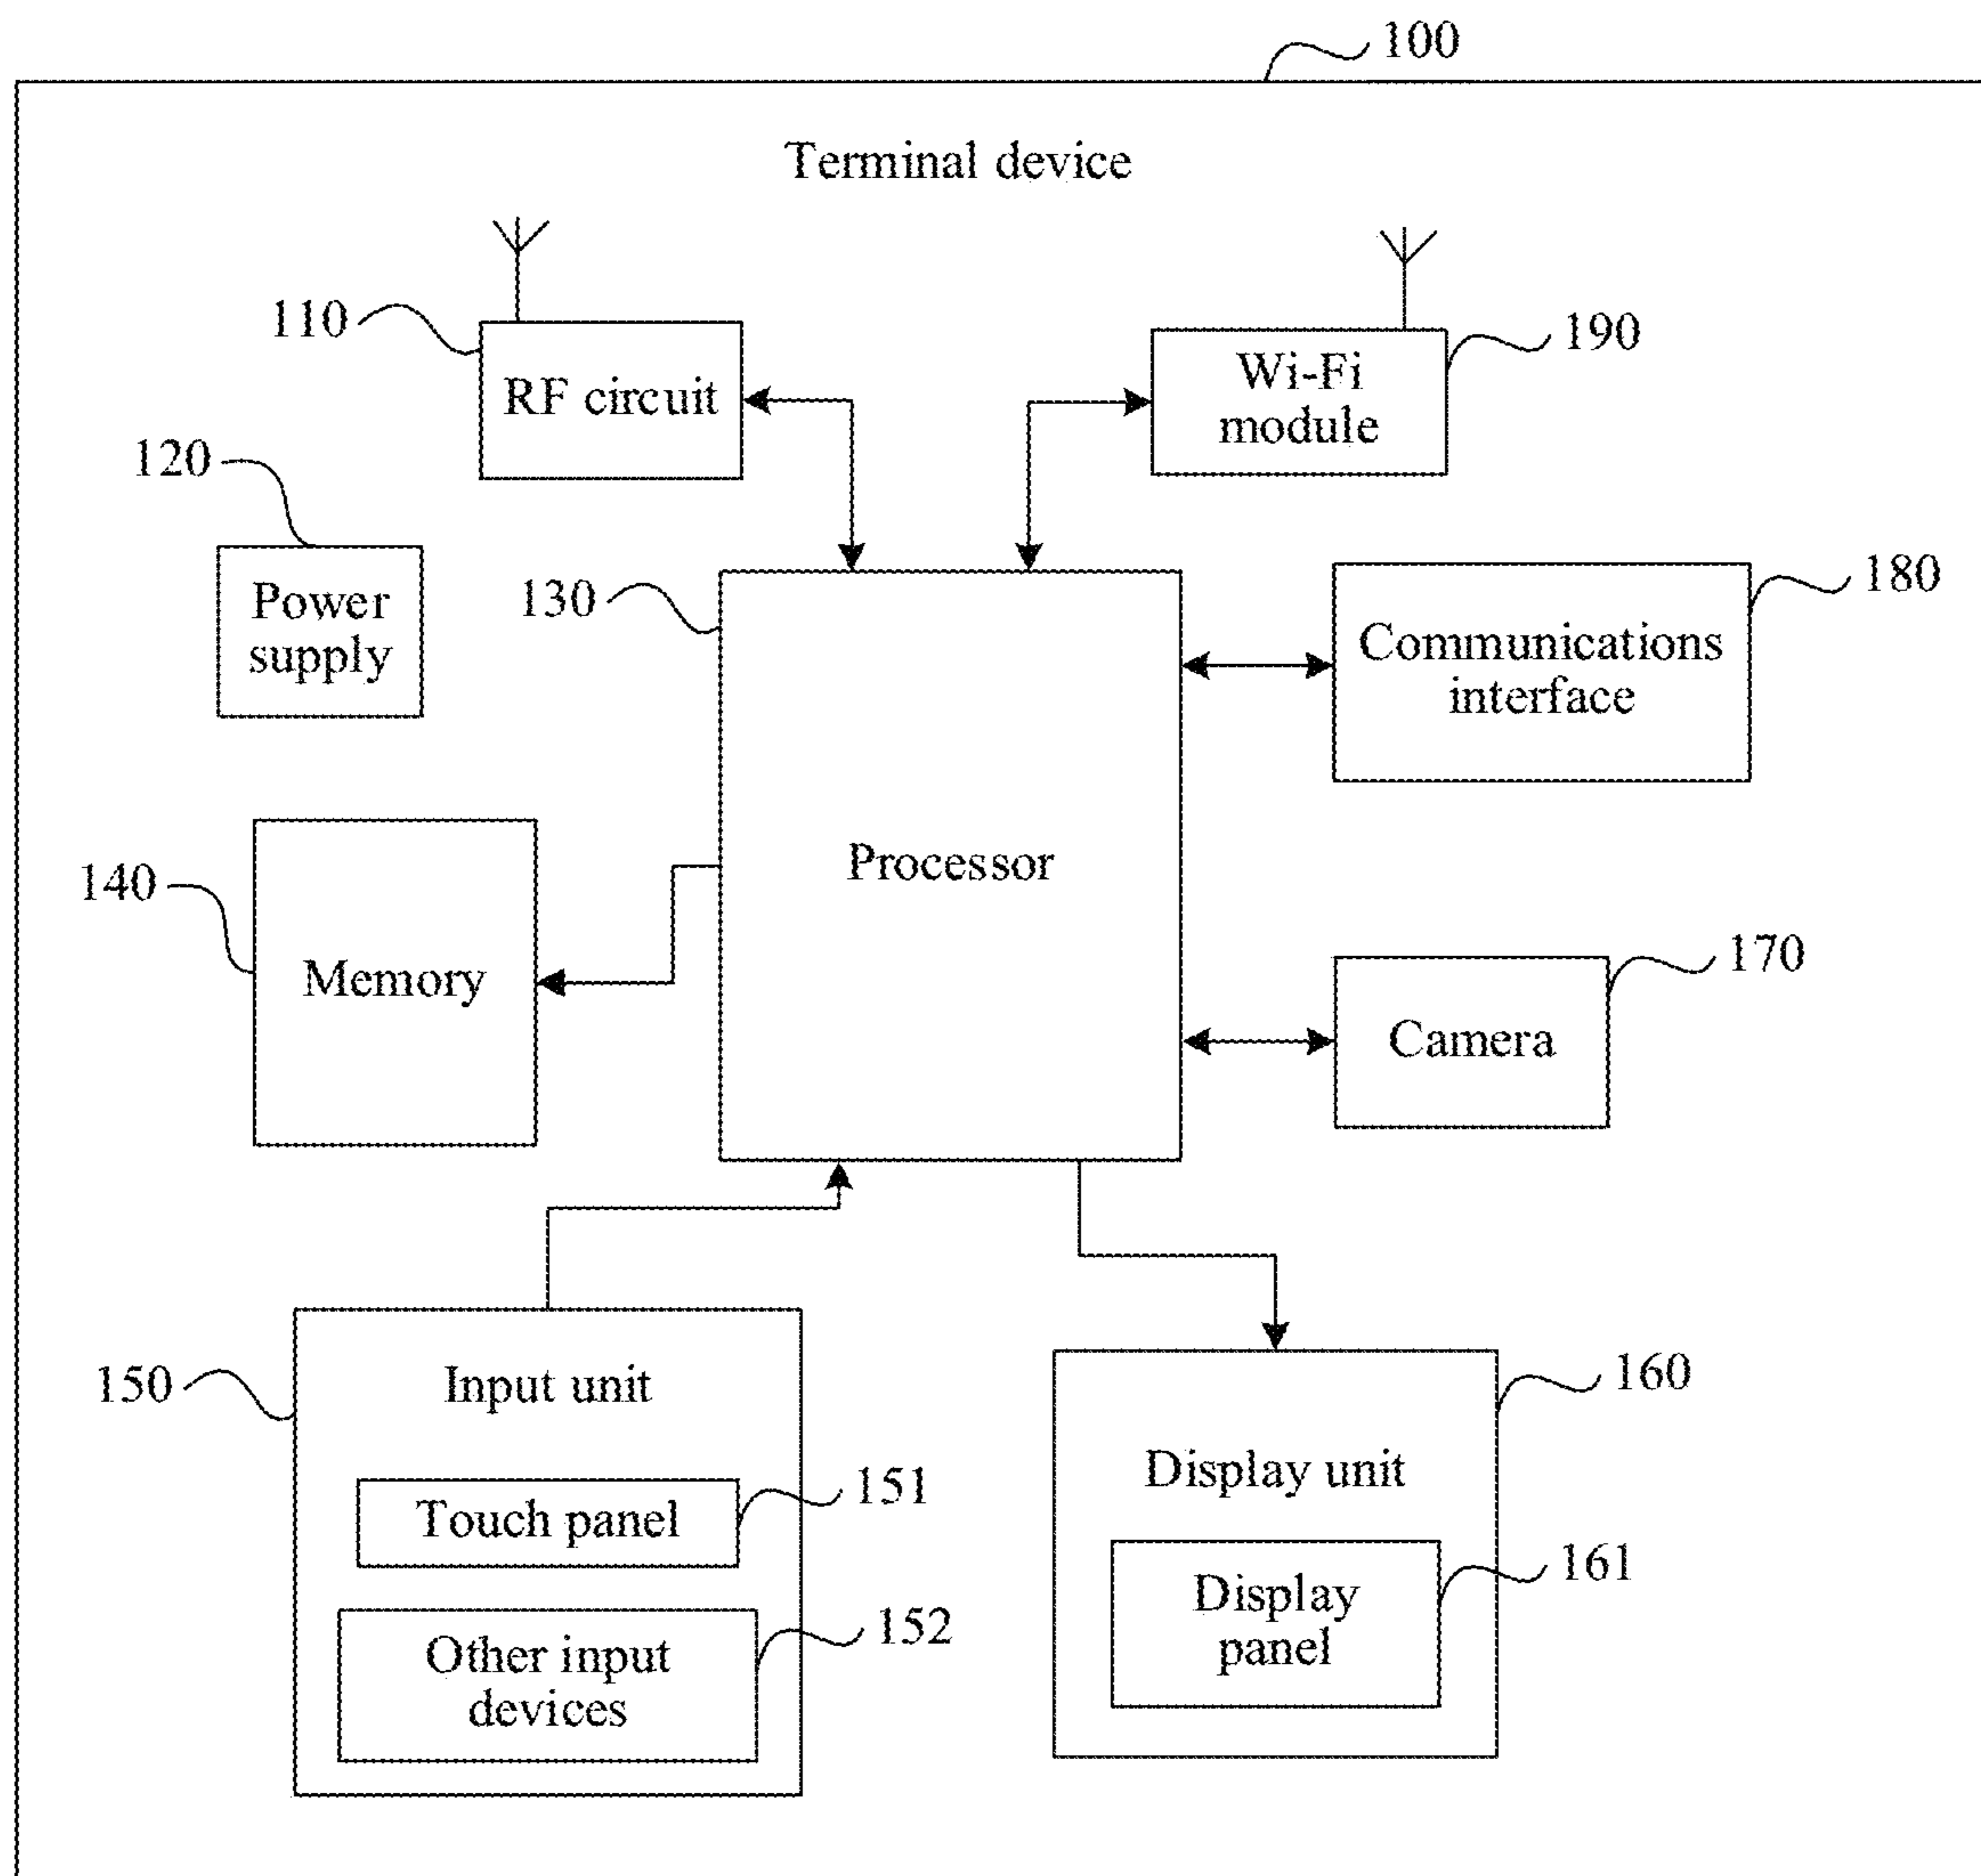 100
Terminal device
110
RF circuit
190
Wi-Fi
module
120
Power
supply
130
Processor
180
Communications
interface
140
Memory
170
Camera
150
Input unit
151
Touch panel
152
Other input
devices
160
Display unit
161
Display
panel